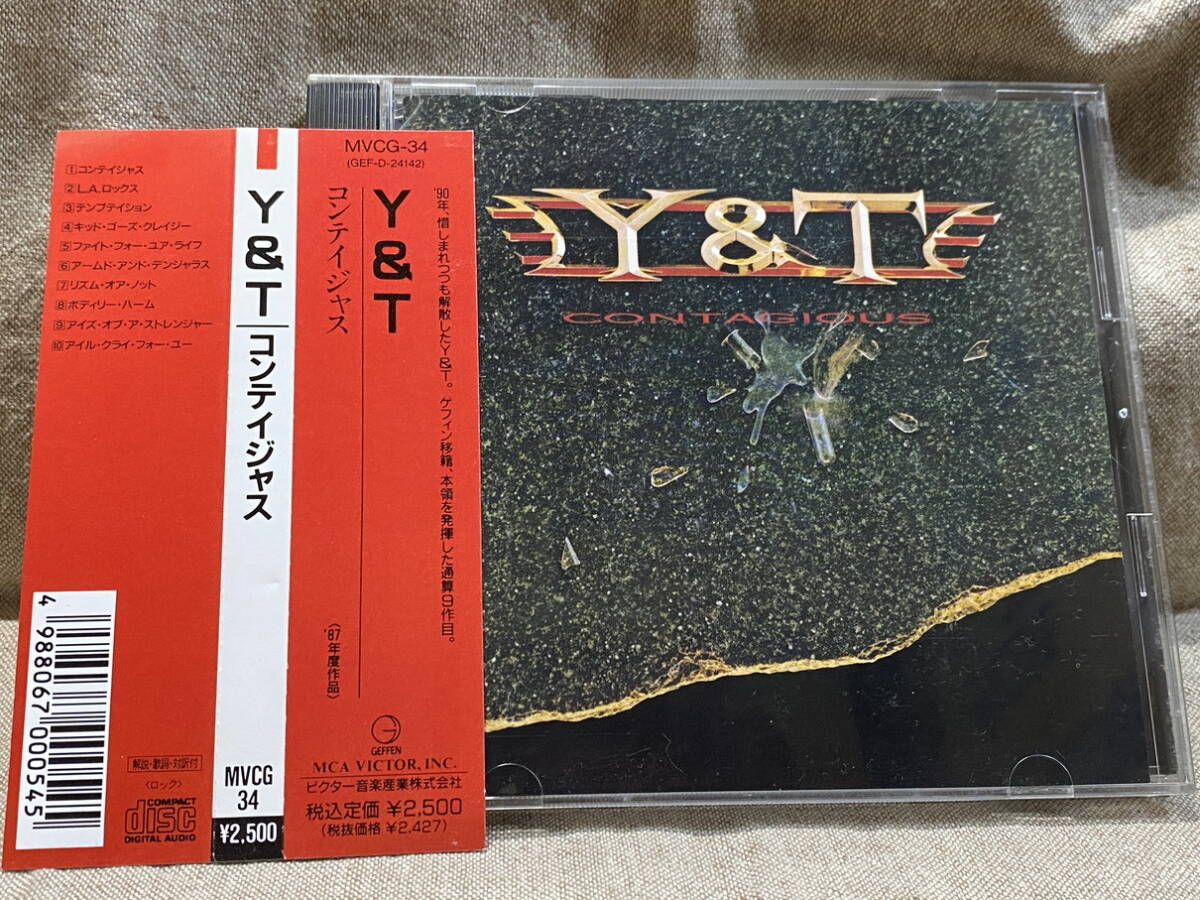 ①コンテイジャス
②L.A.ロックス
③テンプテイション
④キッド・ゴーズ・クレイジー
⑤ファイト・フォー・ユア・ライフ
⑥アームド・アンド・デンジャラス
⑦リズム・オア・ノット
⑧ボディリー・ハーム
⑨アイズ・オブ・ア・ストレンジャー
⑩アイル・クライ・フォー・ユー
4 988067 000545
解説・歌詞・対訳付
〈ロック〉
COMPACT
disc
DIGITAL AUDIO
Y&T
コンテイジャス
MVCG
34
¥2,500
MVCG-34
(GEF-D-24142)
'90年、惜しまれつつも解散したY&T。ゲフィン移籍、本領を発揮した通算9作目。
Y&T
コンテイジャス
('87年度作品)
G
GEFFEN
MCA VICTOR, INC.
ビクター音楽産業株式会社
税込定価 ¥2,500
(税抜価格 ¥2,427)
Y&T
CONTAGIOUS